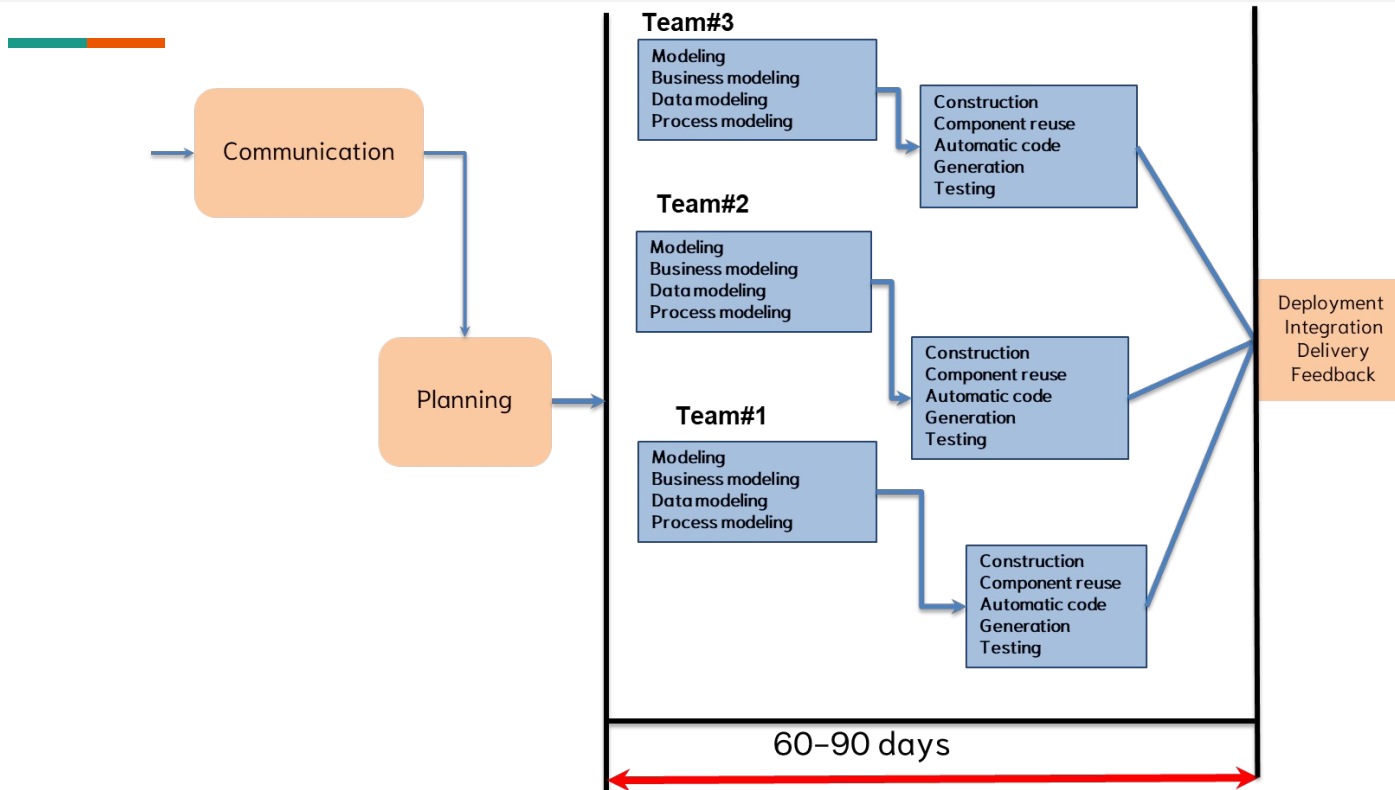 Communication
Planning
Team#3
Modeling
Business modeling
Data modeling
Process modeling
Construction
Component reuse
Automatic code
Generation
Testing
Team#2
Modeling
Business modeling
Data modeling
Process modeling
Construction
Component reuse
Automatic code
Generation
Testing
Team#1
Modeling
Business modeling
Data modeling
Process modeling
Construction
Component reuse
Automatic code
Generation
Testing
Deployment
Integration
Delivery
Feedback
60–90 days